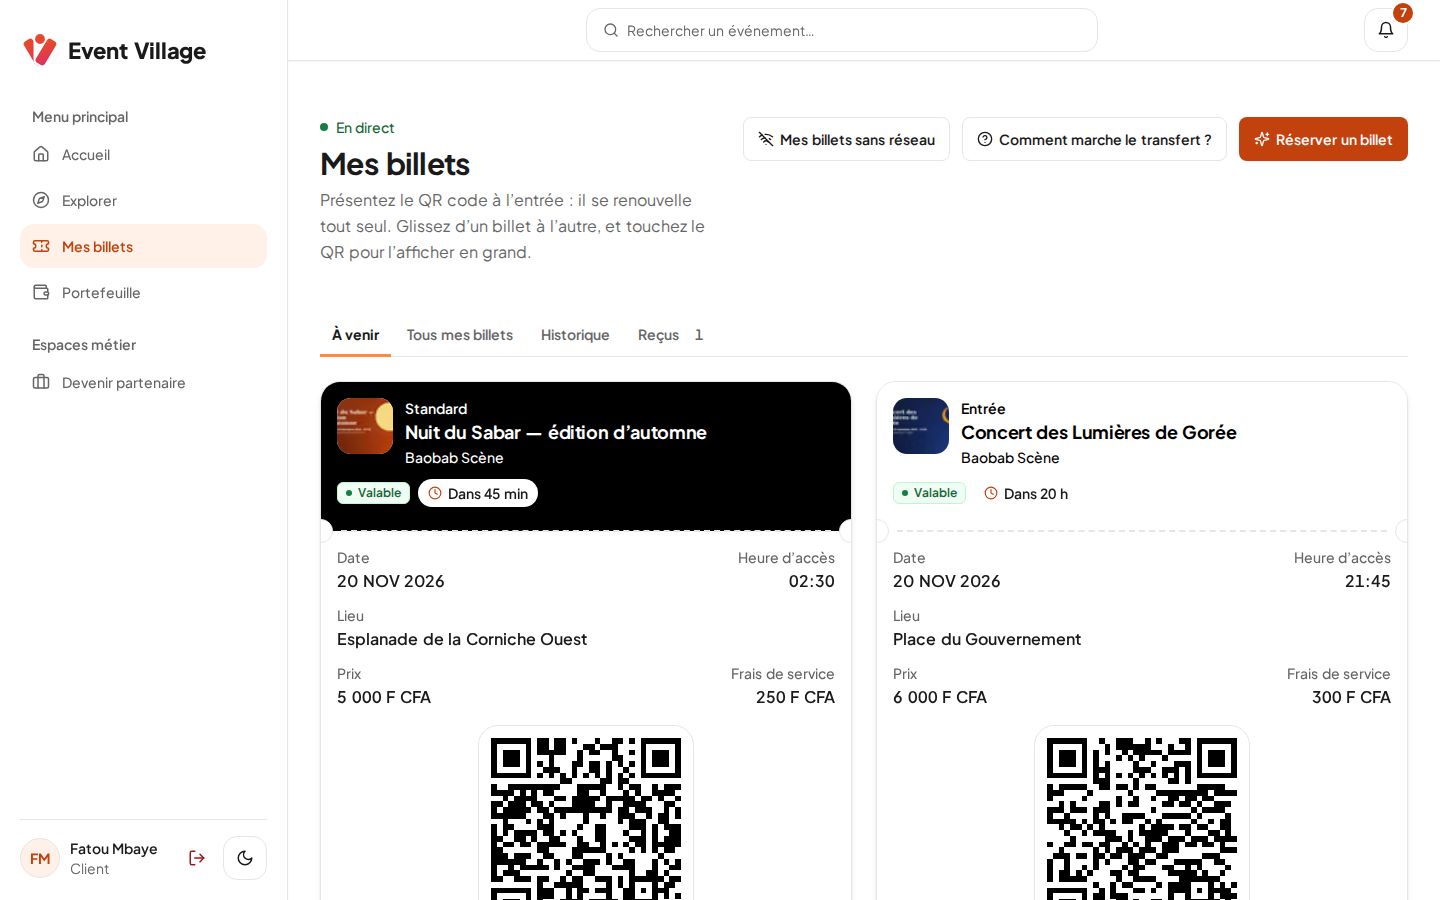 Event Village
Rechercher un événement…
7
Menu principal
Accueil
Explorer
Mes billets
Portefeuille
Espaces métier
Devenir partenaire
FM
Fatou Mbaye
Client
En direct
Mes billets
Présentez le QR code à l’entrée : il se renouvelle
tout seul. Glissez d’un billet à l’autre, et touchez le
QR pour l’afficher en grand.
Mes billets sans réseau
Comment marche le transfert ?
Réserver un billet
À venir
Tous mes billets
Historique
Reçus 1
Standard
Nuit du Sabar — édition d’automne
Baobab Scène
Valable
Dans 45 min
Date
Heure d’accès
20 NOV 2026
02:30
Lieu
Esplanade de la Corniche Ouest
Prix
Frais de service
5 000 F CFA
250 F CFA
Entrée
Concert des Lumières de Gorée
Baobab Scène
Valable
Dans 20 h
Date
Heure d’accès
20 NOV 2026
21:45
Lieu
Place du Gouvernement
Prix
Frais de service
6 000 F CFA
300 F CFA